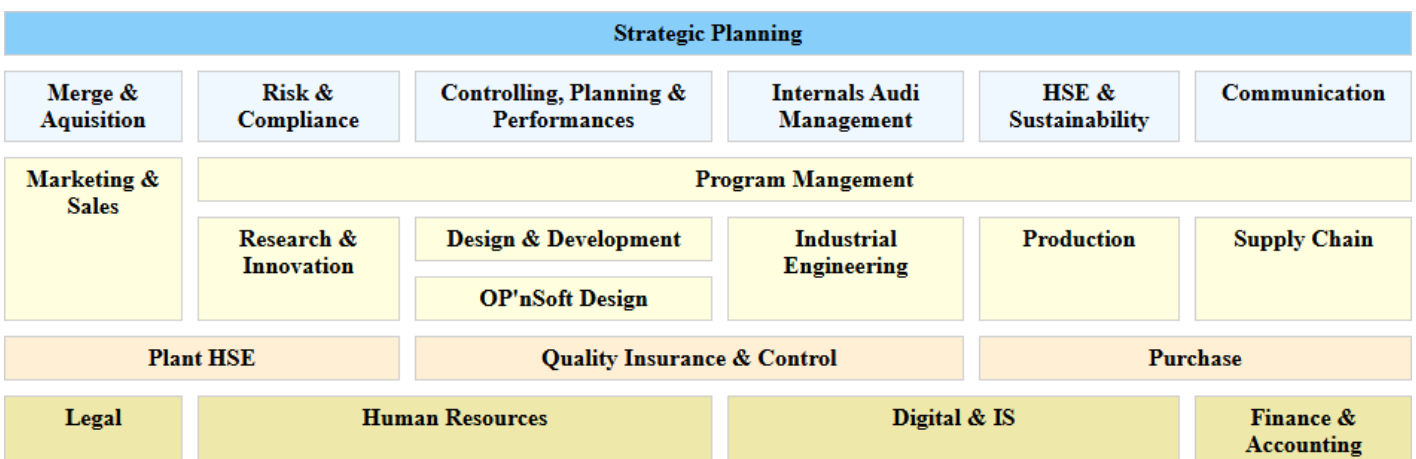 Strategic Planning
Merge &
Aquisition
Risk &
Compliance
Controlling, Planning &
Performances
Internals Audi
Management
HSE &
Sustainability
Communication
Marketing &
Sales
Program Mangement
Research &
Innovation
Design & Development
OP'nSoft Design
Industrial
Engineering
Production
Supply Chain
Plant HSE
Quality Insurance & Control
Purchase
Legal
Human Resources
Digital & IS
Finance &
Accounting